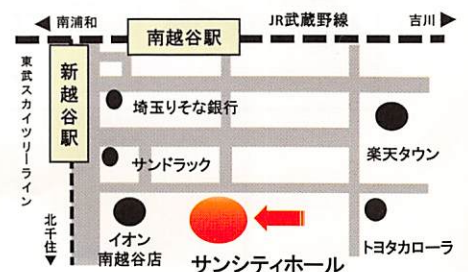 ◀南浦和
南越谷駅
JR武蔵野線
吉川▶
東武スカイツリーライン
新越谷駅
埼玉りそな銀行
サンドラック
楽天タウン
北千住▼
イオン
南越谷店
サンシティホール
トヨタカローラ